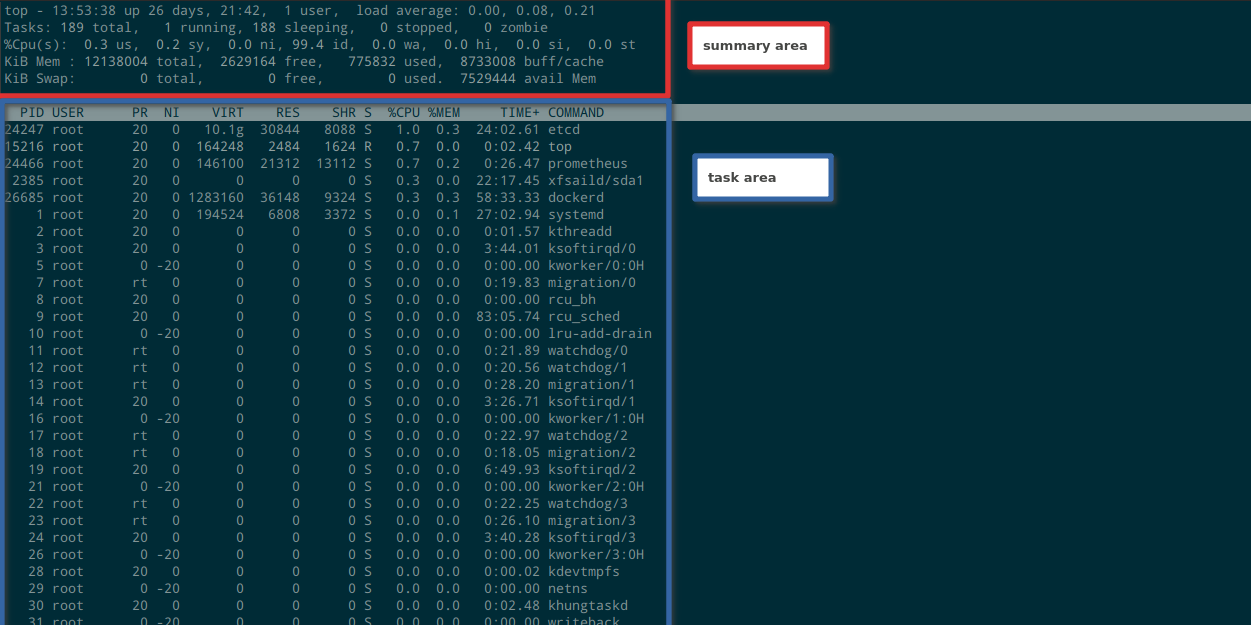 top - 13:53:38 up 26 days, 21:42,  1 user,  load average: 0.00, 0.08, 0.21
Tasks: 189 total,   1 running, 188 sleeping,   0 stopped,   0 zombie
%Cpu(s):  0.3 us,  0.2 sy,  0.0 ni, 99.4 id,  0.0 wa,  0.0 hi,  0.0 si,  0.0 st
KiB Mem : 12138004 total,  2629164 free,   775832 used,  8733008 buff/cache
KiB Swap:        0 total,        0 free,        0 used.  7529444 avail Mem
summary area
PID USER      PR  NI    VIRT    RES    SHR S  %CPU %MEM     TIME+ COMMAND
24247 root      20   0   10.1g  30844   8088 S   1.0  0.3  24:02.61 etcd
15216 root      20   0  164248   2484   1624 R   0.7  0.0   0:02.42 top
24466 root      20   0  146100  21312  13112 S   0.7  0.2   0:26.47 prometheus
2385 root      20   0       0      0      0 S   0.3  0.0  22:17.45 xfsaild/sda1
26685 root      20   0 1283160  36148   9324 S   0.3  0.3  58:33.33 dockerd
1 root      20   0  194524   6808   3372 S   0.0  0.1  27:02.94 systemd
2 root      20   0       0      0      0 S   0.0  0.0   0:01.57 kthreadd
3 root      20   0       0      0      0 S   0.0  0.0   3:44.01 ksoftirqd/0
5 root       0 -20       0      0      0 S   0.0  0.0   0:00.00 kworker/0:0H
7 root      rt   0       0      0      0 S   0.0  0.0   0:19.83 migration/0
8 root      20   0       0      0      0 S   0.0  0.0   0:00.00 rcu_bh
9 root      20   0       0      0      0 S   0.0  0.0  83:05.74 rcu_sched
10 root       0 -20       0      0      0 S   0.0  0.0   0:00.00 lru-add-drain
11 root      rt   0       0      0      0 S   0.0  0.0   0:21.89 watchdog/0
12 root      rt   0       0      0      0 S   0.0  0.0   0:20.56 watchdog/1
13 root      rt   0       0      0      0 S   0.0  0.0   0:28.20 migration/1
14 root      20   0       0      0      0 S   0.0  0.0   3:26.71 ksoftirqd/1
16 root       0 -20       0      0      0 S   0.0  0.0   0:00.00 kworker/1:0H
17 root      rt   0       0      0      0 S   0.0  0.0   0:22.97 watchdog/2
18 root      rt   0       0      0      0 S   0.0  0.0   0:18.05 migration/2
19 root      20   0       0      0      0 S   0.0  0.0   6:49.93 ksoftirqd/2
21 root       0 -20       0      0      0 S   0.0  0.0   0:00.00 kworker/2:0H
22 root      rt   0       0      0      0 S   0.0  0.0   0:22.25 watchdog/3
23 root      rt   0       0      0      0 S   0.0  0.0   0:26.10 migration/3
24 root      20   0       0      0      0 S   0.0  0.0   3:40.28 ksoftirqd/3
26 root       0 -20       0      0      0 S   0.0  0.0   0:00.00 kworker/3:0H
28 root      20   0       0      0      0 S   0.0  0.0   0:00.02 kdevtmpfs
29 root       0 -20       0      0      0 S   0.0  0.0   0:00.00 netns
30 root      20   0       0      0      0 S   0.0  0.0   0:02.48 khungtaskd
31 root       0 -20       0      0      0 S   0.0  0.0   0:00.00 writeback
task area